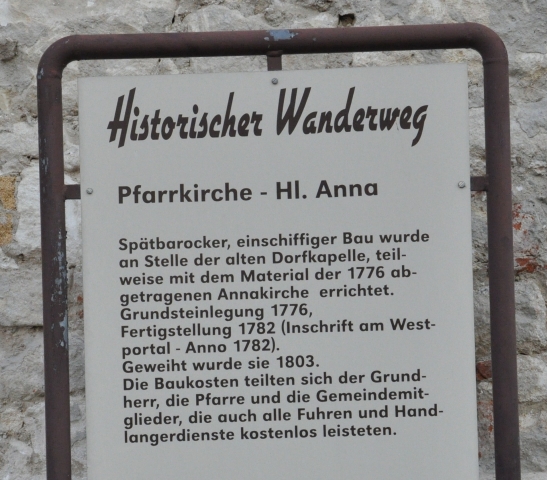 Historischer Wanderweg
Pfarrkirche - Hl. Anna
Spätbarocker, einschiffiger Bau wurde
an Stelle der alten Dorfkapelle, teil-
weise mit dem Material der 1776 ab-
getragenen Annakirche errichtet.
Grundsteinlegung 1776,
Fertigstellung 1782 (Inschrift am West-
portal - Anno 1782).
Geweiht wurde sie 1803.
Die Baukosten teilten sich der Grund-
herr, die Pfarre und die Gemeindemit-
glieder, die auch alle Fuhren und Hand-
langerdienste kostenlos leisteten.